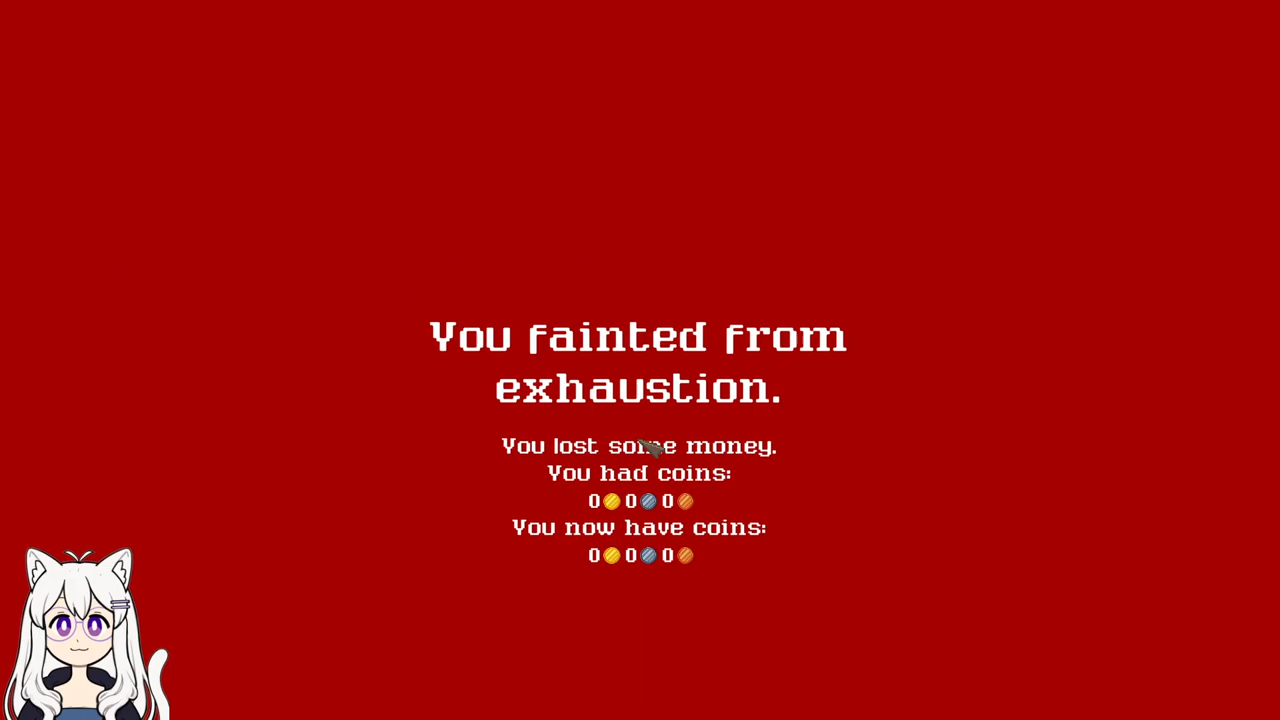 You fainted from
exhaustion.
You lost some money.
You had coins:
0 0 0
You now have coins:
0 0 0